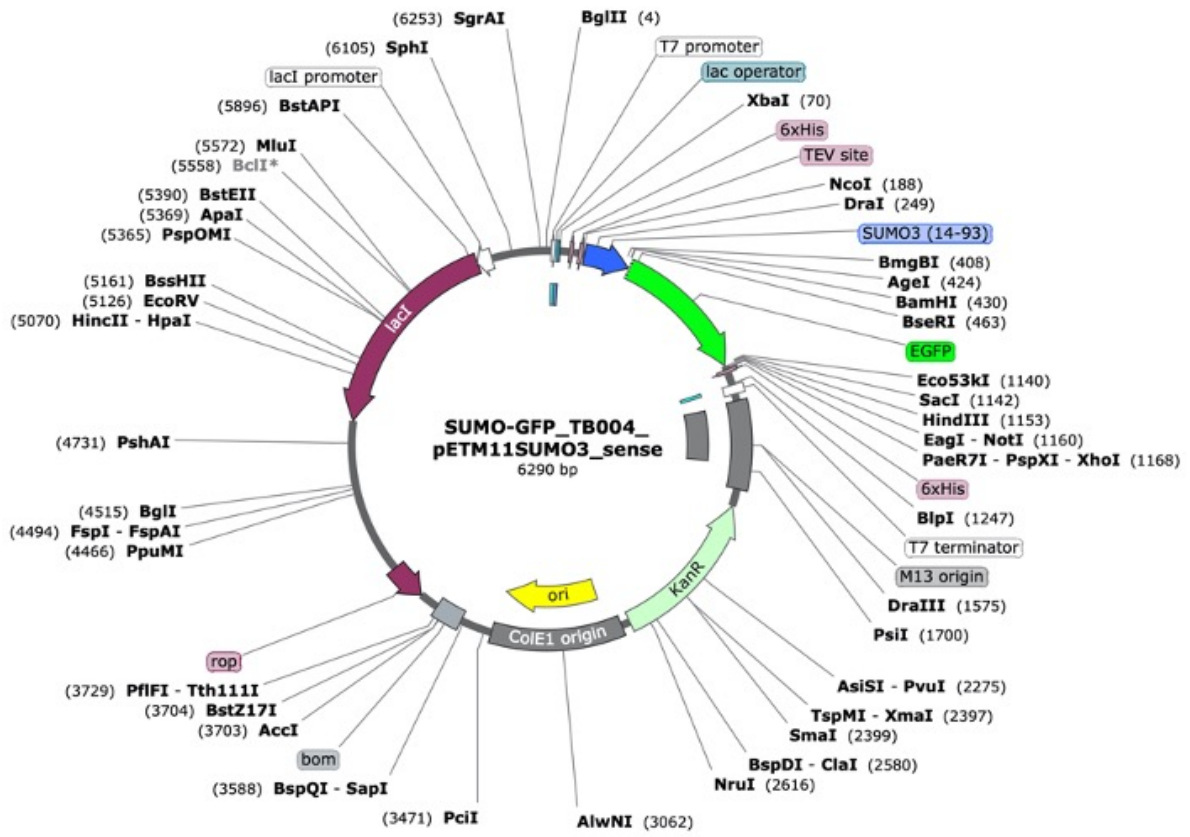 (6253) SgrAI
BglII (4)
(6105) SphI
T7 promoter
lacI promoter
lac operator
(5896) BstAPI
XbaI (70)
6xHis
(5572) MluI
TEV site
(5558) BclI*
NcoI (188)
(5390) BstEII
DraI (249)
(5369) ApaI
(5365) PspOMI
SUMO3 (14-93)
BmgBI (408)
(5161) BssHII
AgeI (424)
(5126) EcoRV
BamHI (430)
(5070) HincII - HpaI
BseRI (463)
lacI
EGFP
Eco53kI (1140)
SacI (1142)
HindIII (1153)
SUMO-GFP_TB004_
pETM11SUMO3_sense
6290 bp
EagI - NotI (1160)
PaeR7I - PspXI - XhoI (1168)
(4731) PshAI
6xHis
(4515) BglI
BlpI (1247)
(4494) FspI - FspAI
T7 terminator
(4466) PpuMI
M13 origin
KanR
ori
DraIII (1575)
PsiI (1700)
ColE1 origin
rop
(3729) PflFI - Tth111I
AsiSI - PvuI (2275)
(3704) BstZ17I
TspMI - XmaI (2397)
(3703) AccI
SmaI (2399)
bom
BspDI - ClaI (2580)
(3588) BspQI - SapI
NruI (2616)
(3471) PciI
AlwNI (3062)